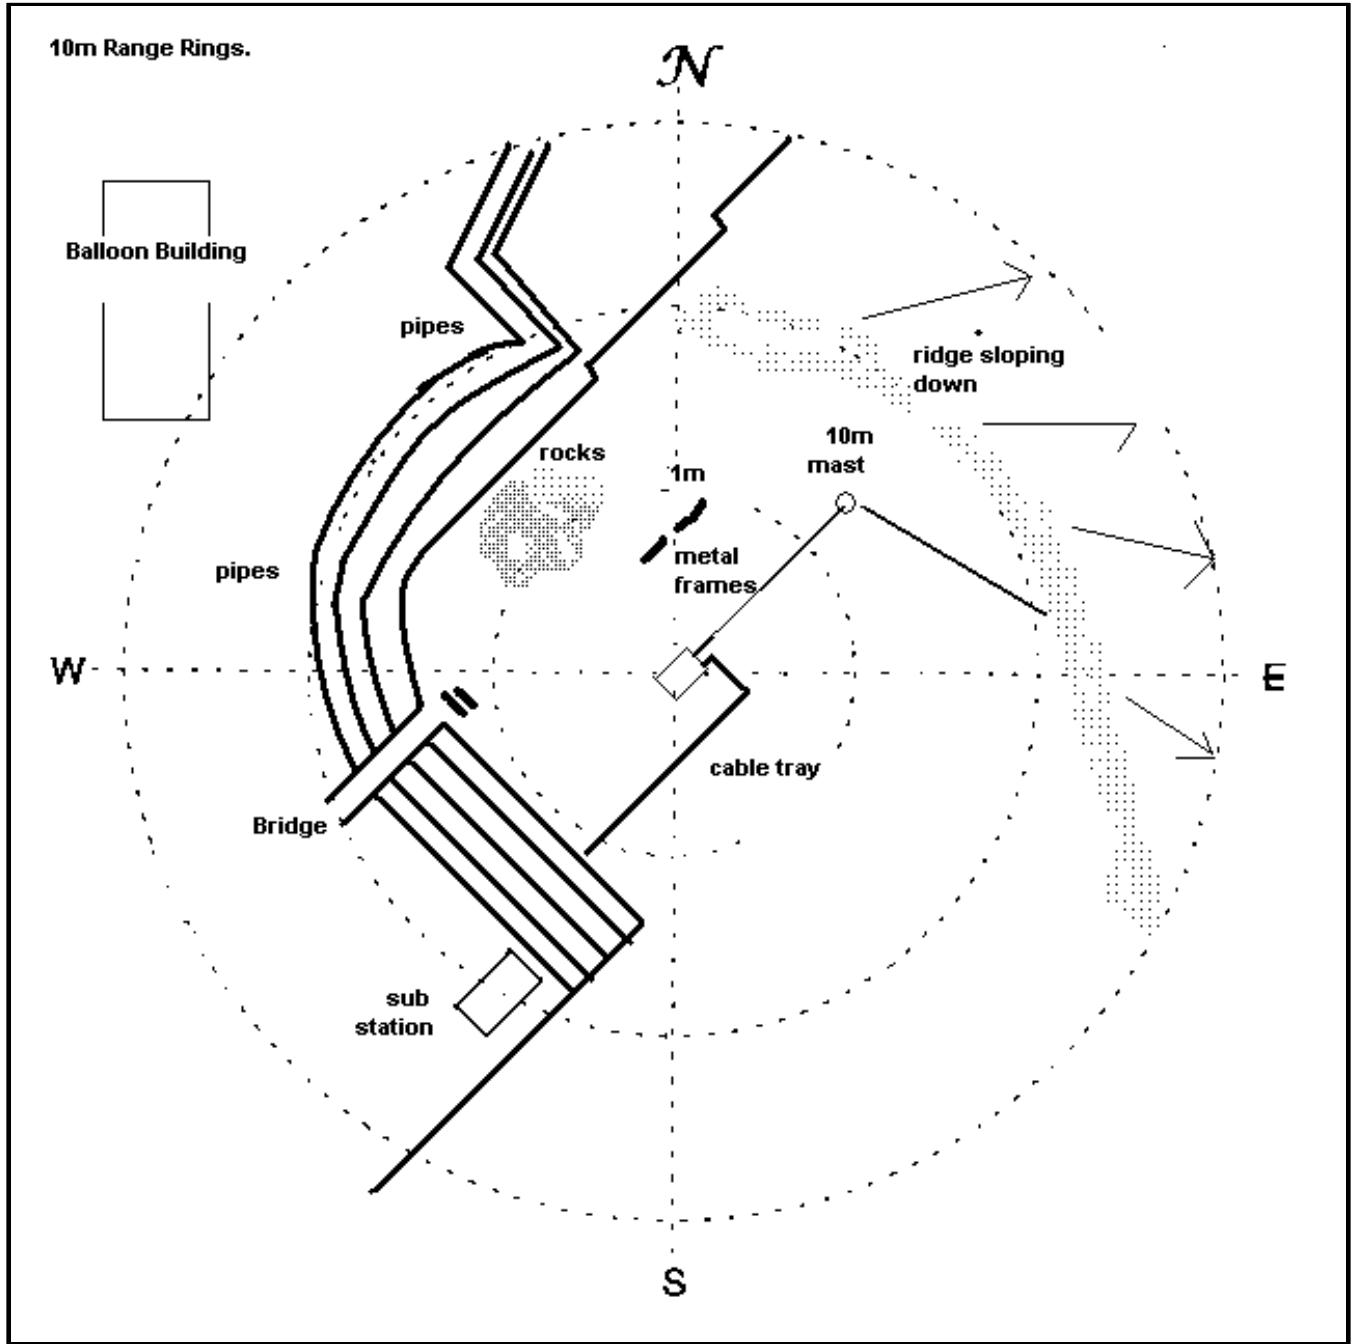 10m Range Rings.
N
Balloon Building
pipes
ridge sloping
down
10m
mast
rocks
1m
metal
frames
pipes
W
E
cable tray
Bridge
sub
station
S